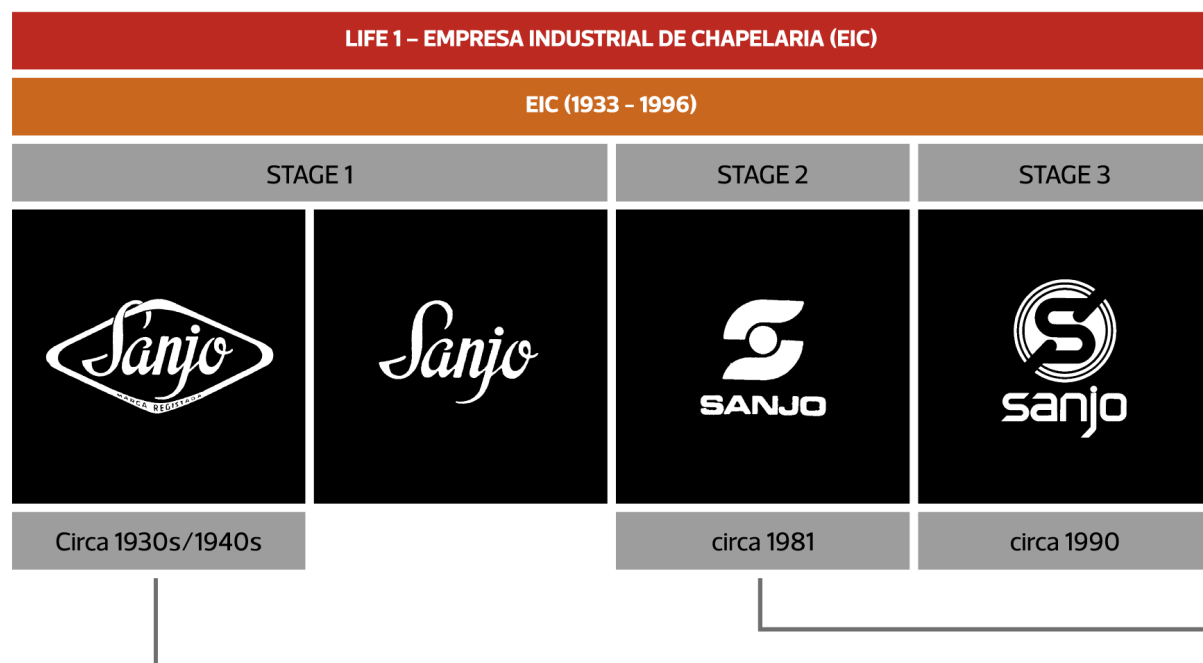 LIFE 1 – EMPRESA INDUSTRIAL DE CHAPELARIA (EIC)
EIC (1933 - 1996)
STAGE 1
STAGE 2
STAGE 3
Sanjo
MARCA REGISTADA
Sanjo
S
SANJO
S
sanjo
Circa 1930s/1940s
circa 1981
circa 1990